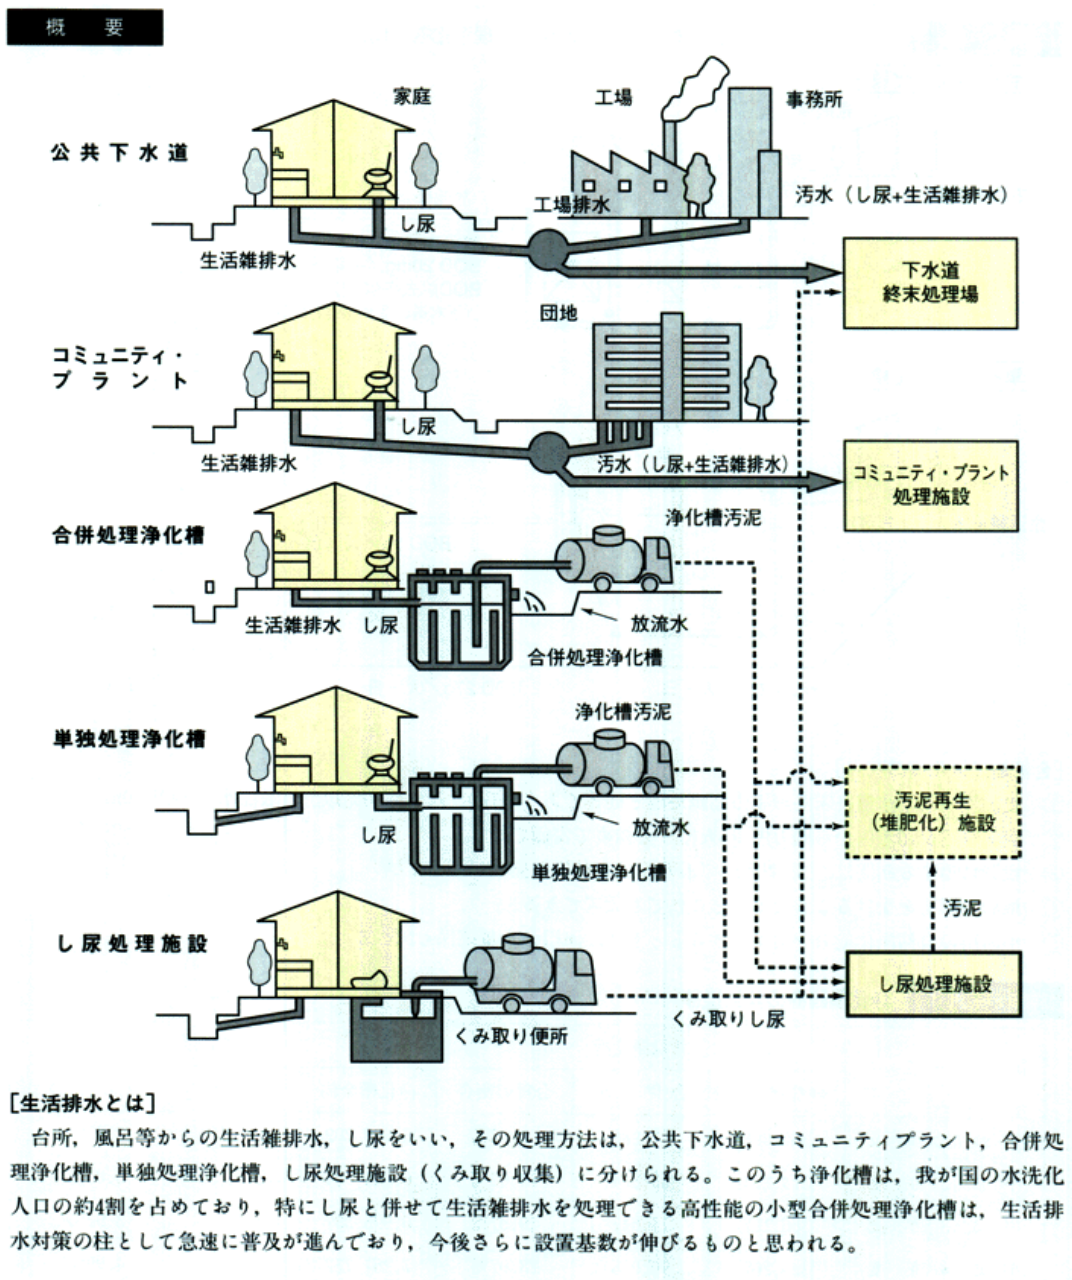 概 要
家庭
工場
事務所
公共下水道
工場排水
汚水（し尿+生活雑排水）
し尿
生活雑排水
下水道
終末処理場
団地
コミュニティ・
プラント
し尿
生活雑排水
汚水（し尿+生活雑排水）
コミュニティ・プラント
処理施設
浄化槽汚泥
合併処理浄化槽
生活雑排水 し尿
放流水
合併処理浄化槽
浄化槽汚泥
単独処理浄化槽
汚泥再生
（堆肥化）施設
し尿
放流水
単独処理浄化槽
汚泥
し尿処理施設
し尿処理施設
くみ取りし尿
くみ取り便所
［生活排水とは］
台所，風呂等からの生活雑排水，し尿をいい，その処理方法は，公共下水道，コミュニティプラント，合併処
理浄化槽，単独処理浄化槽，し尿処理施設（くみ取り収集）に分けられる。このうち浄化槽は，我が国の水洗化
人口の約4割を占めており，特にし尿と併せて生活雑排水を処理できる高性能の小型合併処理浄化槽は，生活排
水対策の柱として急速に普及が進んでおり，今後さらに設置基数が伸びるものと思われる。